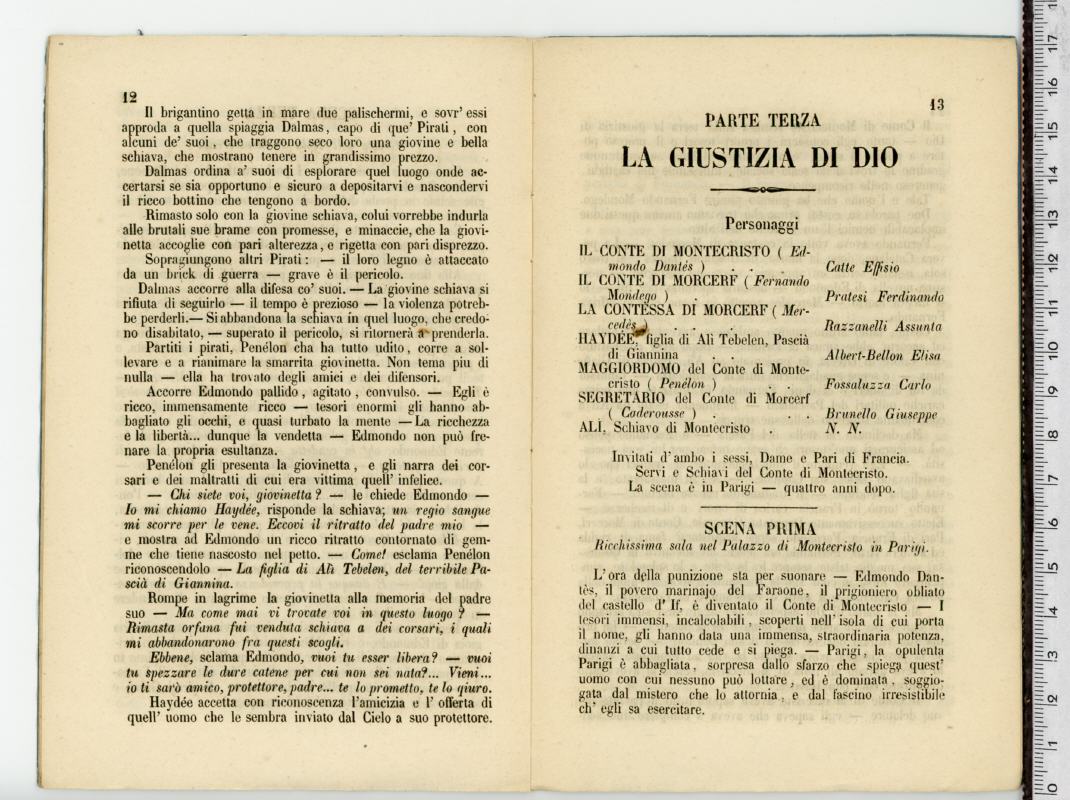 12
Il brigantino getta in mare due palischermi, e sovr' essi
approda a quella spiaggia Dalmas, capo di que' Pirati, con
alcuni de' suoi, che traggono seco loro una giovine e bella
schiava, che mostrano tenere in grandissimo prezzo.
Dalmas ordina a' suoi di esplorare quel luogo onde ac-
certarsi se sia opportuno e sicuro a depositarvi e nascondervi
il ricco bottino che tengono a bordo.
Rimasto solo con la giovine schiava, colui vorrebbe indurla
alle brutali sue brame con promesse, e minaccie, che la giovi-
netta accoglie con pari alterezza, e rigetta con pari disprezzo.
Sopragiungono altri Pirati: — il loro legno è attaccato
da un brick di guerra — grave è il pericolo.
Dalmas accorre alla difesa co' suoi. — La giovine schiava si
rifiuta di seguirlo — il tempo è prezioso — la violenza potreb-
be perderli. — Si abbandona la schiava in quel luogo, che credo-
no disabitato, — superato il pericolo, si ritornerà a prenderla.
Partiti i pirati, Penélon cha ha tutto udito, corre a sol-
levare e a rianimare la smarrita giovinetta. Non tema piu di
nulla — ella ha trovato degli amici e dei difensori.
Accorre Edmondo pallido, agitato, convulso. — Egli è
ricco, immensamente ricco — tesori enormi gli hanno ab-
bagliato gli occhi, e quasi turbato la mente — La ricchezza
e la libertà... dunque la vendetta — Edmondo non può fre-
nare la propria esultanza.
Penélon gli presenta la giovinetta, e gli narra dei cor-
sari e dei maltratti di cui era vittima quell' infelice.
— Chi siete voi, giovinetta? — le chiede Edmondo —
Io mi chiamo Haydée, risponde la schiava; un regio sangue
mi scorre per le vene. Eccovi il ritratto del padre mio —
e mostra ad Edmondo un ricco ritratto contornato di gem-
me che tiene nascosto nel petto. — Come! esclama Penélon
riconoscendolo — La figlia di Alì Tebelen, del terribile Pa-
scià di Giannina.
Rompe in lagrime la giovinetta alla memoria del padre
suo — Ma come mai vi trovate voi in questo luogo? —
Rimasta orfana fui venduta schiava a dei corsari, i quali
mi abbandonarono fra questi scogli.
Ebbene, sclama Edmondo, vuoi tu esser libera? — vuoi
tu spezzare le dure catene per cui non sei nata?... Vieni...
io ti sarò amico, protettore, padre... te lo prometto, te lo giuro.
Haydée accetta con riconoscenza l'amicizia e l' offerta di
quell' uomo che le sembra inviato dal Cielo a suo protettore.
13
PARTE TERZA
LA GIUSTIZIA DI DIO
Personaggi
IL CONTE DI MONTECRISTO ( Ed-
mondo Dantés ) . . Catte Effisio
IL CONTE DI MORCERF ( Fernando
Mondego ) . Pratesi Ferdinando
LA CONTESSA DI MORCERF ( Mer-
cedès ) . . . Razzanelli Assunta
HAYDÉE, figlia di Alì Tebelen, Pascià
di Giannina . . Albert-Bellon Elisa
MAGGIORDOMO del Conte di Monte-
cristo ( Penélon ) . . Fossaluzza Carlo
SEGRETARIO del Conte di Morcerf
( Caderousse ) . . . Brunello Giuseppe
ALÌ, Schiavo di Montecristo . N. N.
Invitati d'ambo i sessi, Dame e Pari di Francia.
Servi e Schiavi del Conte di Montecristo.
La scena è in Parigi — quattro anni dopo.
SCENA PRIMA
Ricchissima sala nel Palazzo di Montecristo in Parigi.
L'ora della punizione sta per suonare — Edmondo Dan-
tès, il povero marinajo del Faraone, il prigioniero obliato
del castello d' If, è diventato il Conte di Montecristo — I
tesori immensi, incalcolabili, scoperti nell' isola di cui porta
il nome, gli hanno data una immensa, straordinaria potenza,
dinanzi a cui tutto cede e si piega. — Parigi, la opulenta
Parigi è abbagliata, sorpresa dallo sfarzo che spiega quest'
uomo con cui nessuno può lottare, ed è dominata, soggio-
gata dal mistero che lo attornia, e dal fascino irresistibile
ch' egli sa esercitare.
0 1 2 3 4 5 6 7 8 9 10 11 12 13 14 15 16 17